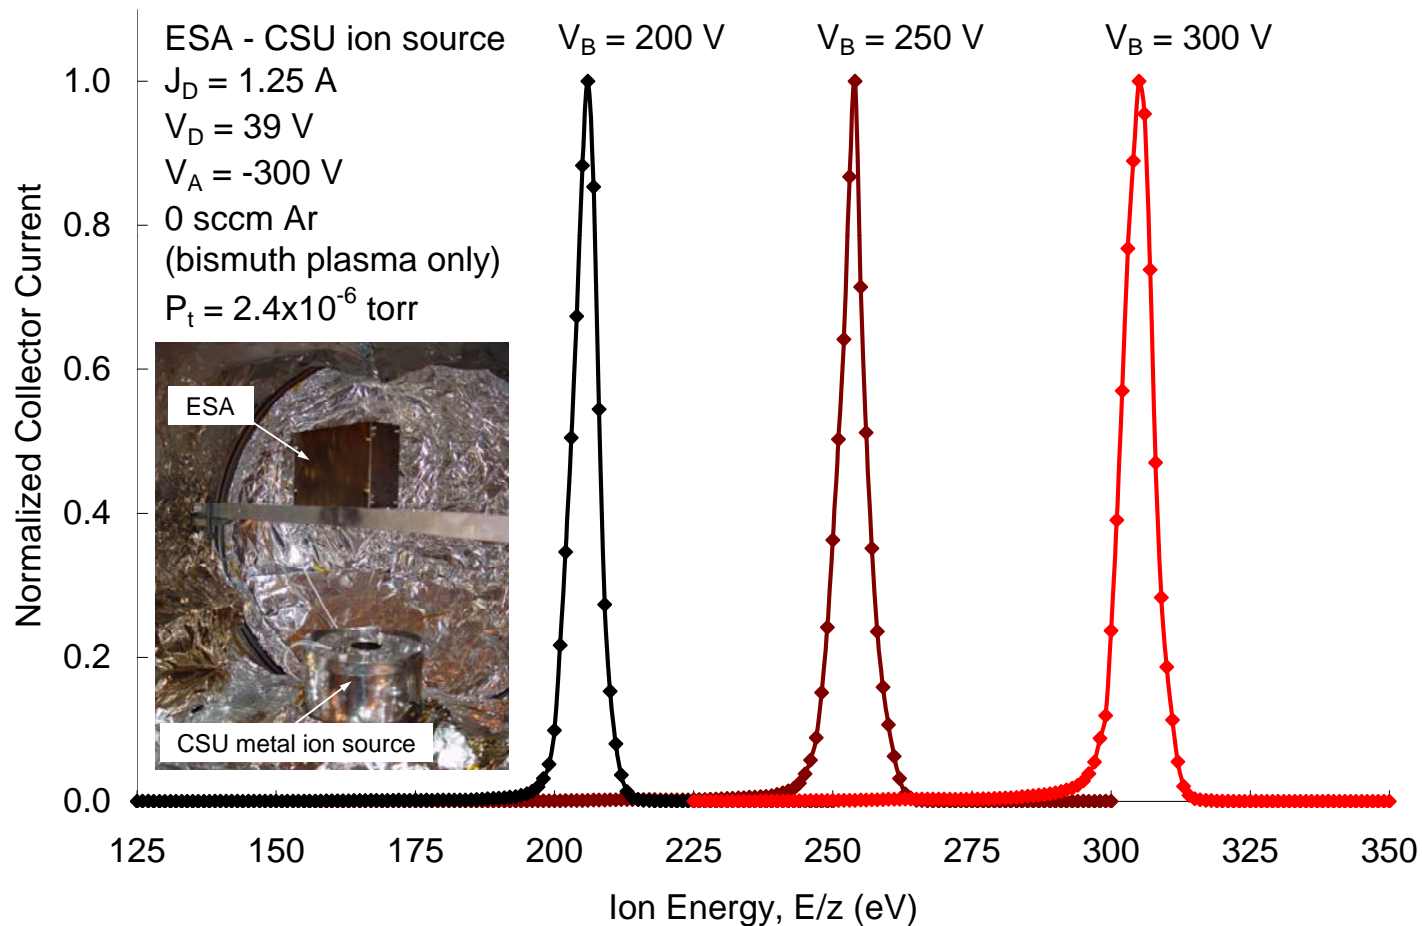 ESA - CSU ion source
J_D = 1.25 A
V_D = 39 V
V_A = -300 V
0 sccm Ar
(bismuth plasma only)
P_t = 2.4x10^-6 torr
V_B = 200 V
V_B = 250 V
V_B = 300 V
Normalized Collector Current
1.0
0.8
0.6
0.4
0.2
0.0
ESA
CSU metal ion source
125 150 175 200 225 250 275 300 325 350
Ion Energy, E/z (eV)